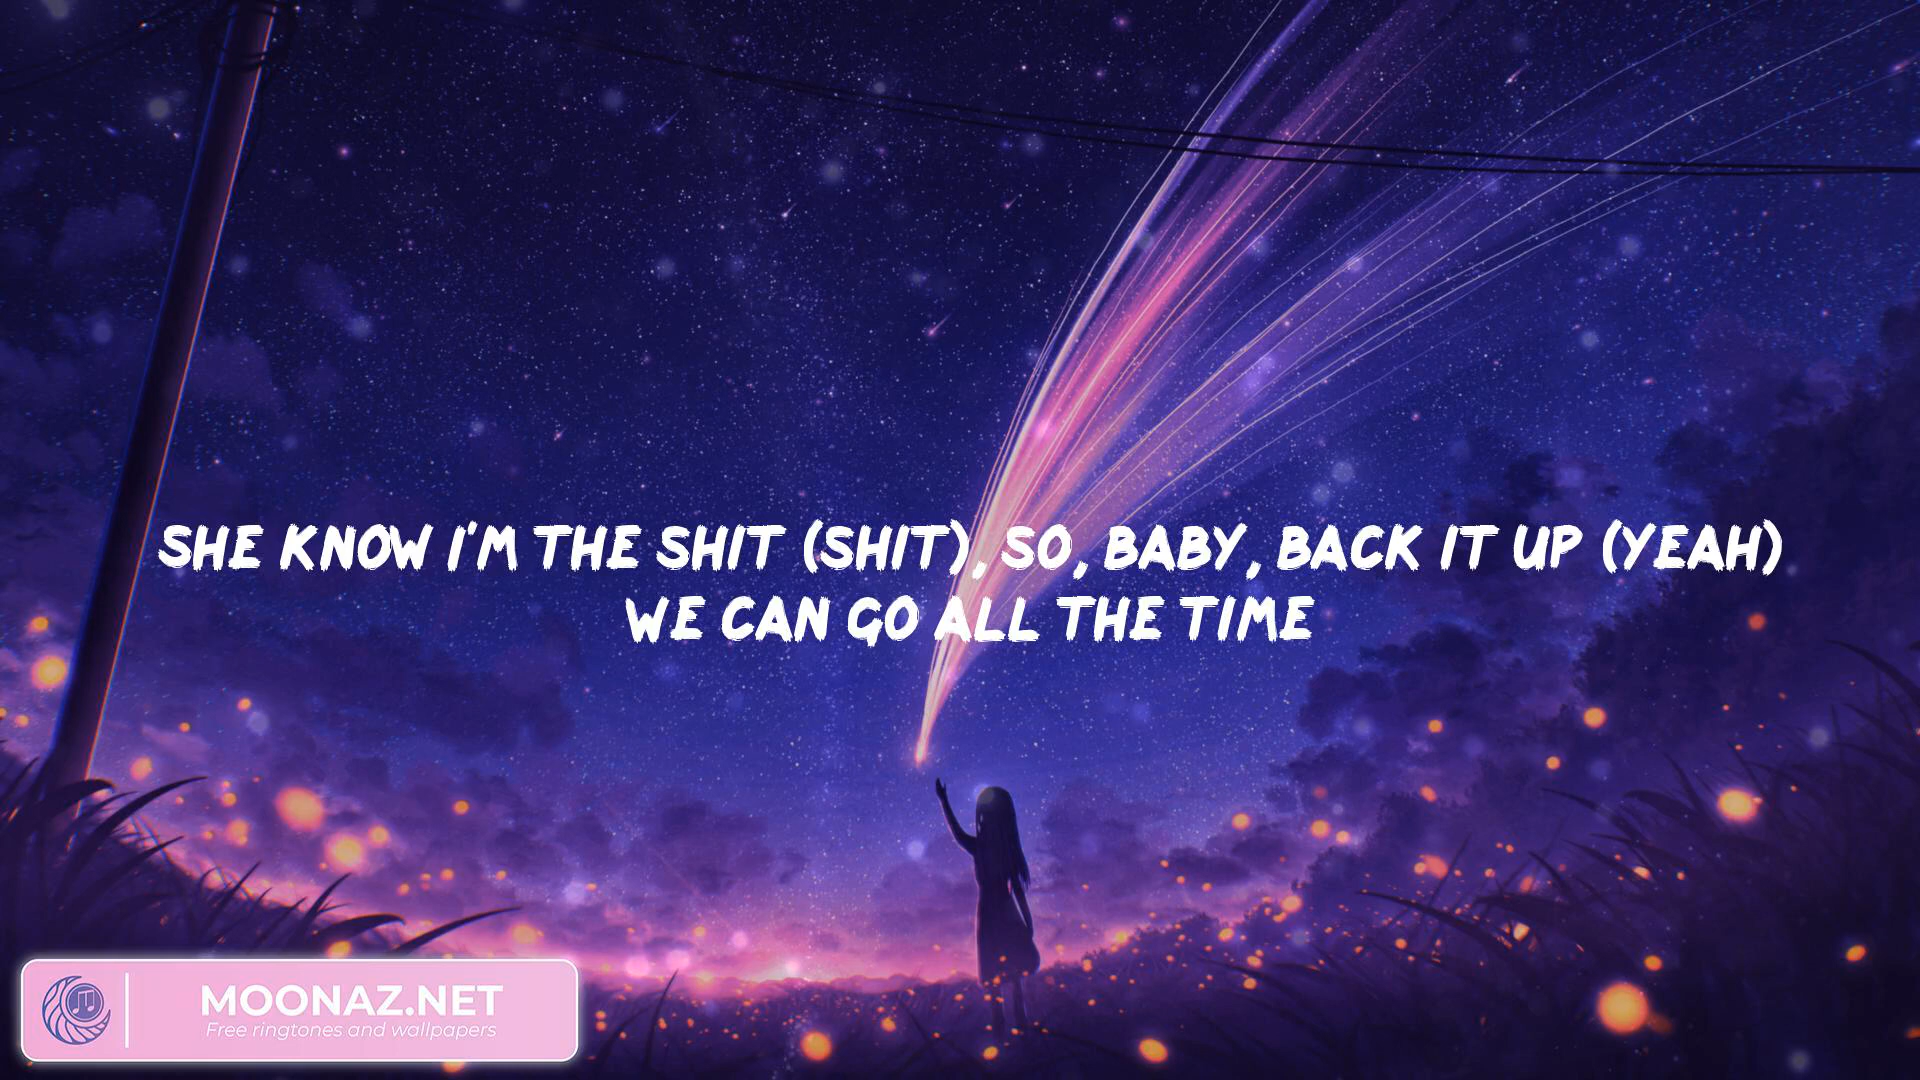 SHE KNOW I'M THE SHIT (SHIT), SO, BABY, BACK IT UP (YEAH)
WE CAN GO ALL THE TIME
MOONAZ.NET
Free ringtones and wallpapers